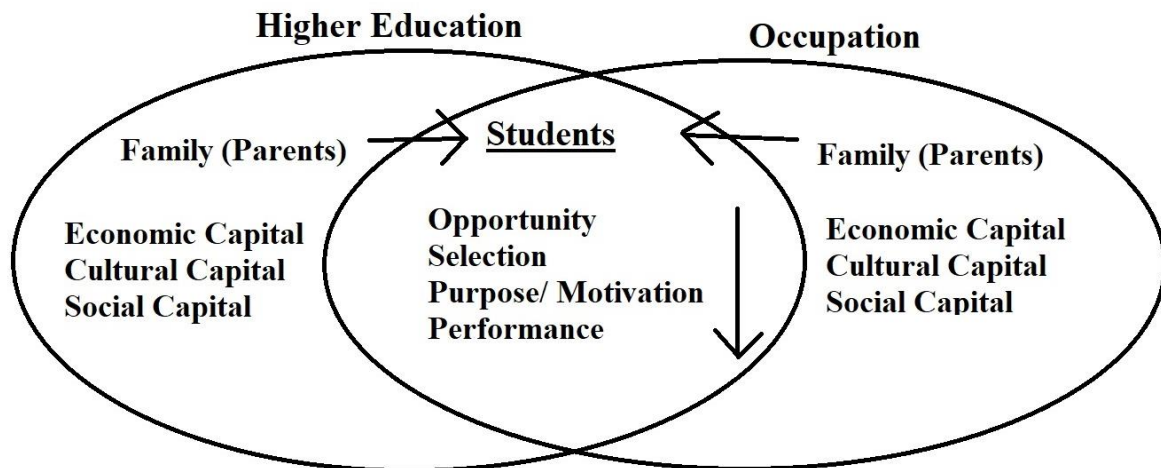 Higher Education
Occupation
Family (Parents)
Economic Capital
Cultural Capital
Social Capital
Students
Opportunity
Selection
Purpose/ Motivation
Performance
Family (Parents)
Economic Capital
Cultural Capital
Social Capital